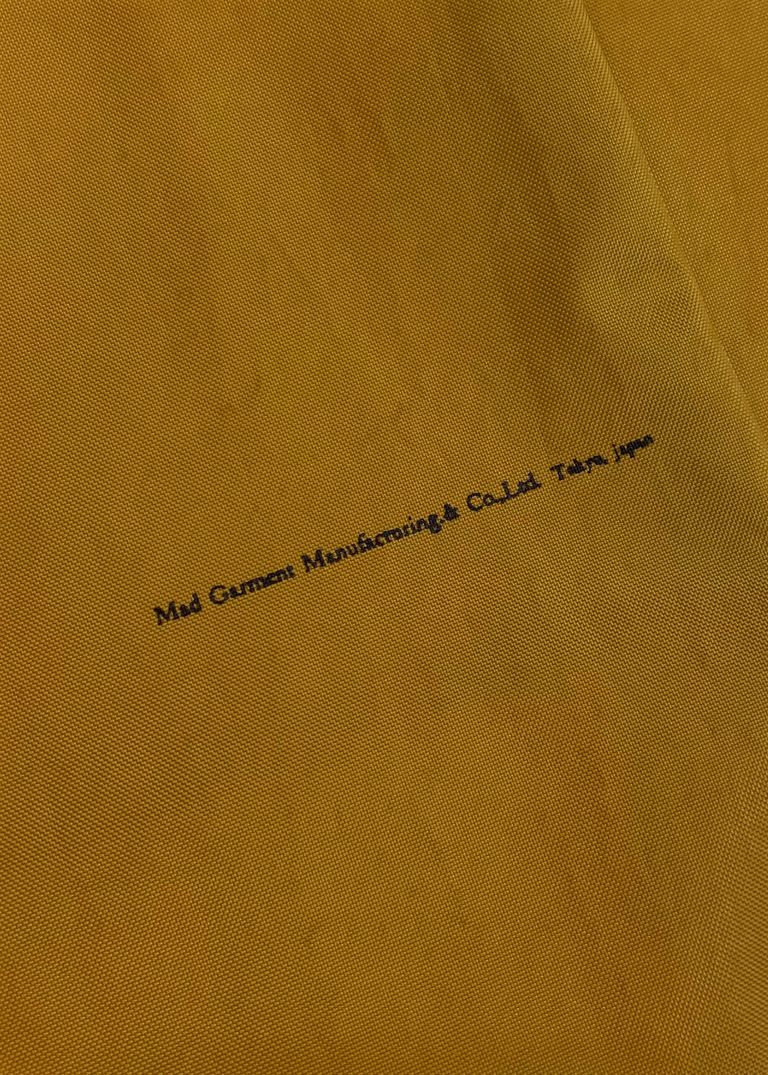 Mad Garment Manufacturing.& Co.,Ltd. Tokyo, japan